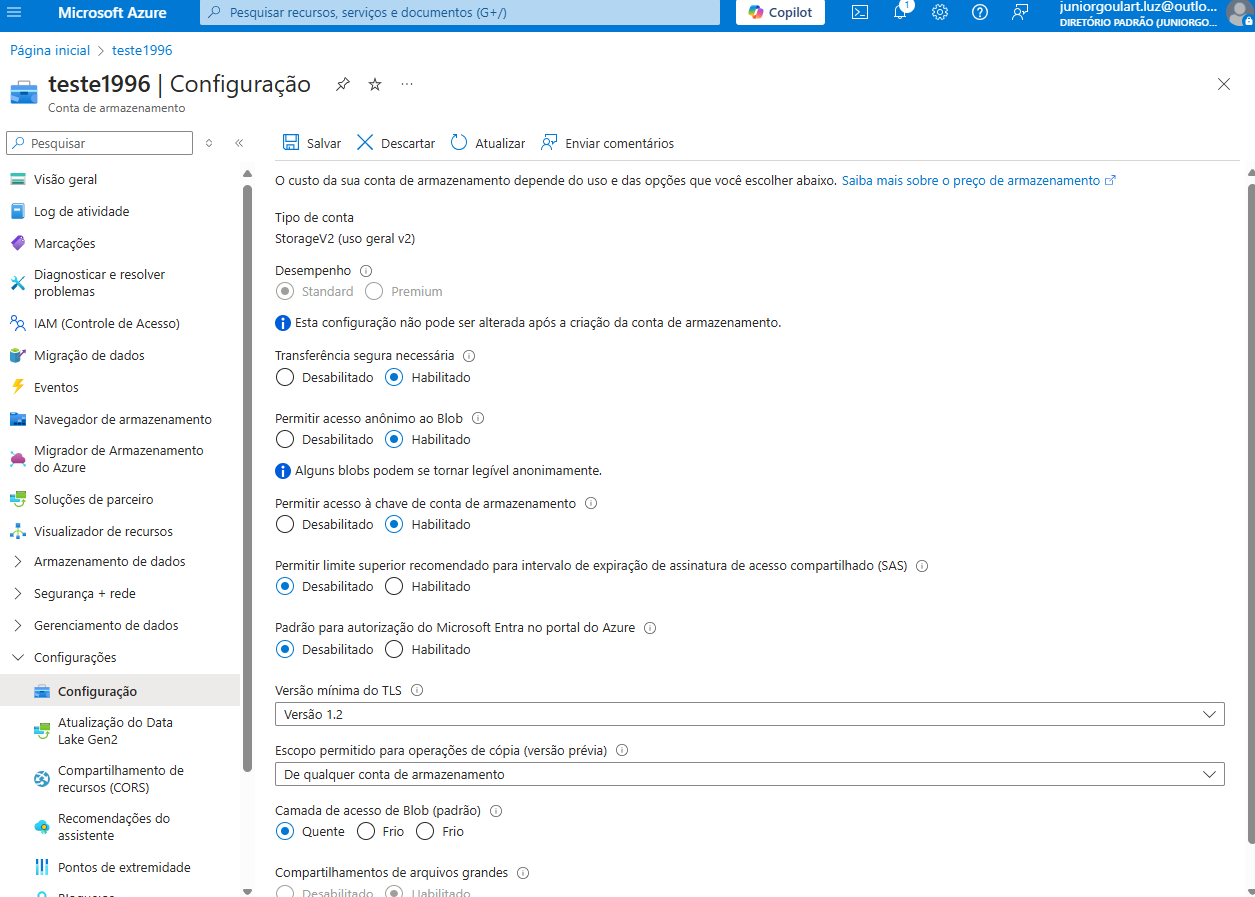 Microsoft Azure
Pesquisar recursos, serviços e documentos (G+/)
Copilot
1
juniorgoulart.luz@outlo...
DIRETÓRIO PADRÃO (JUNIORGO...
Página inicial > teste1996
teste1996 | Configuração
Conta de armazenamento
Pesquisar
Visão geral
Log de atividade
Marcações
Diagnosticar e resolver
problemas
IAM (Controle de Acesso)
Migração de dados
Eventos
Navegador de armazenamento
Migrador de Armazenamento
do Azure
Soluções de parceiro
Visualizador de recursos
Armazenamento de dados
Segurança + rede
Gerenciamento de dados
Configurações
Configuração
Atualização do Data
Lake Gen2
Compartilhamento de
recursos (CORS)
Recomendações do
assistente
Pontos de extremidade
Bloqueios
Salvar Descartar Atualizar Enviar comentários
O custo da sua conta de armazenamento depende do uso e das opções que você escolher abaixo. Saiba mais sobre o preço de armazenamento
Tipo de conta
StorageV2 (uso geral v2)
Desempenho
Standard Premium
Esta configuração não pode ser alterada após a criação da conta de armazenamento.
Transferência segura necessária
Desabilitado Habilitado
Permitir acesso anônimo ao Blob
Desabilitado Habilitado
Alguns blobs podem se tornar legível anonimamente.
Permitir acesso à chave de conta de armazenamento
Desabilitado Habilitado
Permitir limite superior recomendado para intervalo de expiração de assinatura de acesso compartilhado (SAS)
Desabilitado Habilitado
Padrão para autorização do Microsoft Entra no portal do Azure
Desabilitado Habilitado
Versão mínima do TLS
Versão 1.2
Escopo permitido para operações de cópia (versão prévia)
De qualquer conta de armazenamento
Camada de acesso de Blob (padrão)
Quente Frio Frio
Compartilhamentos de arquivos grandes
Desabilitado Habilitado